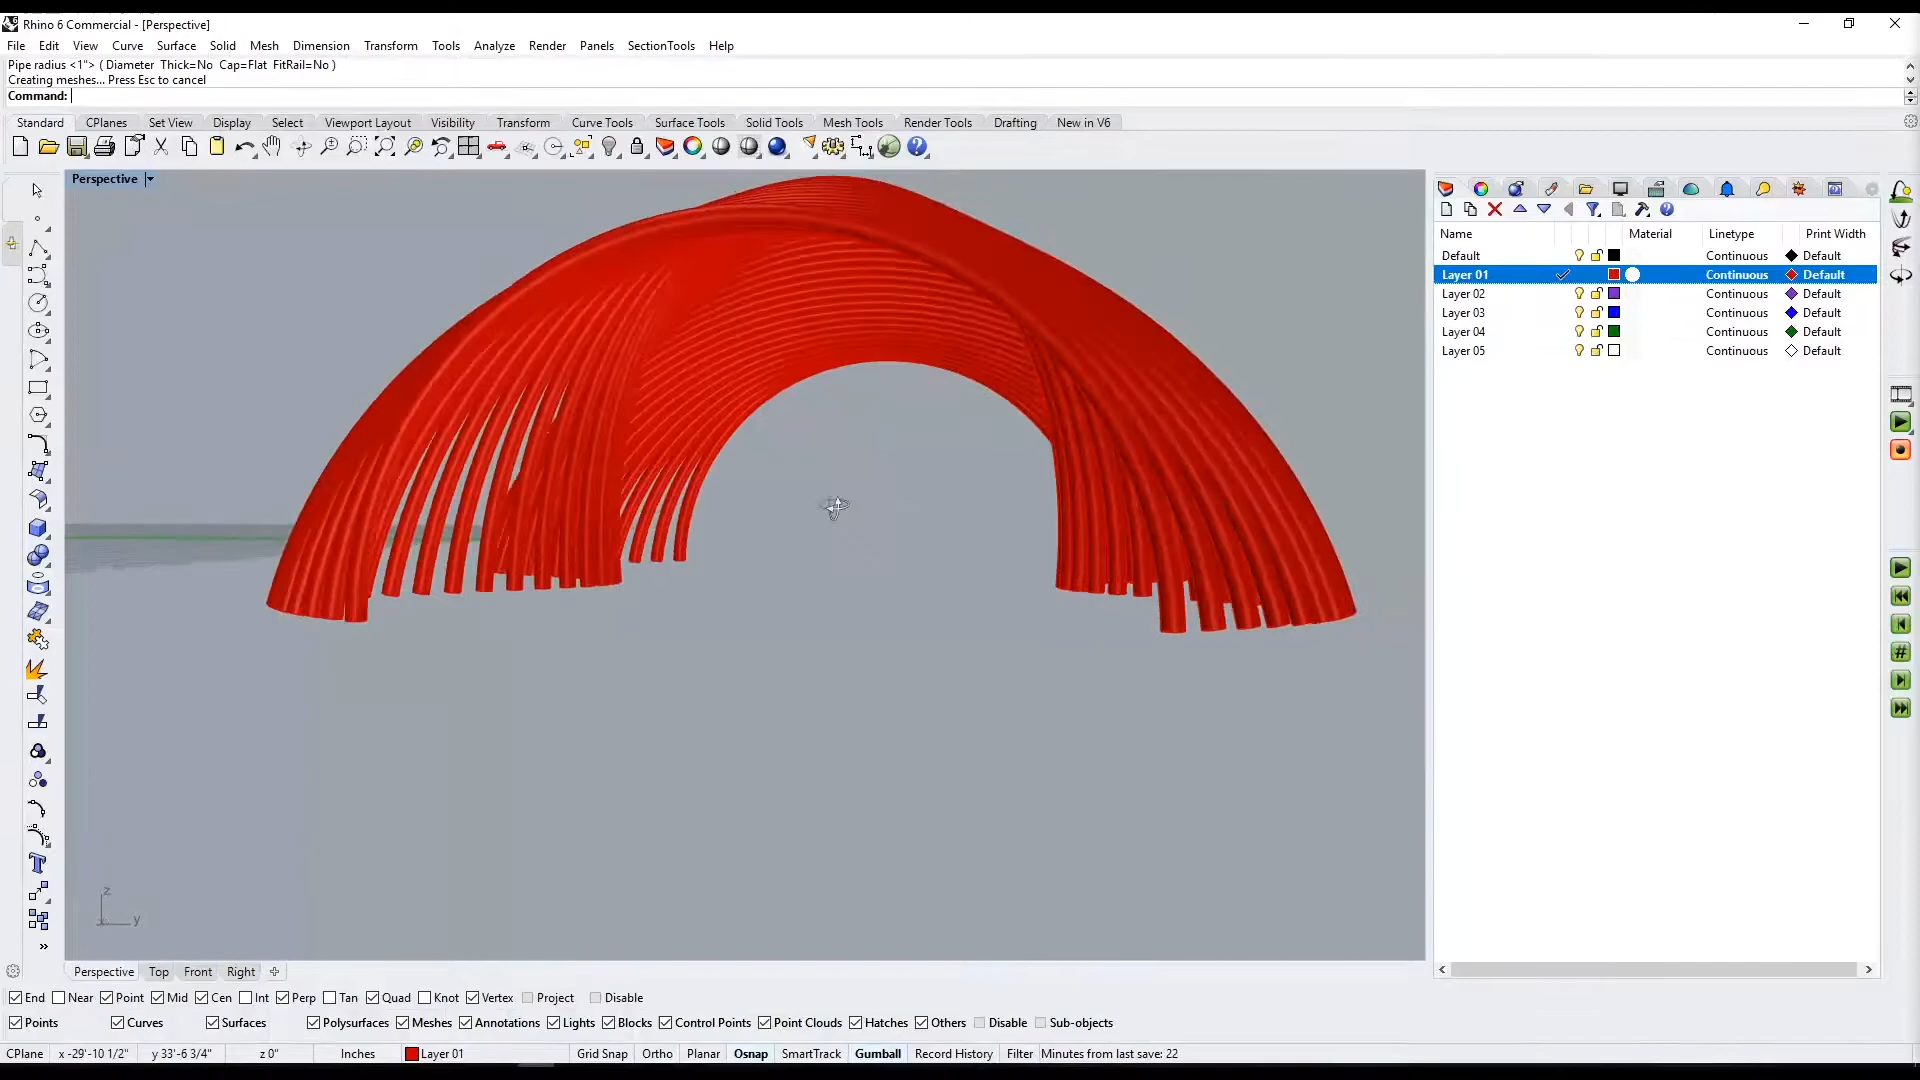 Rhino 6 Commercial - [Perspective]
File Edit View Curve Surface Solid Mesh Dimension Transform Tools Analyze Render Panels SectionTools Help
Pipe radius <1"> ( Diameter Thick=No Cap=Flat FitRail=No )
Creating meshes... Press Esc to cancel
Command:
Standard CPlanes Set View Display Select Viewport Layout Visibility Transform Curve Tools Surface Tools Solid Tools Mesh Tools Render Tools Drafting New in V6
Perspective
Name Material Linetype Print Width
Default Continuous Default
Layer 01 Continuous Default
Layer 02 Continuous Default
Layer 03 Continuous Default
Layer 04 Continuous Default
Layer 05 Continuous Default
z
y
Perspective Top Front Right
End Near Point Mid Cen Int Perp Tan Quad Knot Vertex Project Disable
Points Curves Surfaces Polysurfaces Meshes Annotations Lights Blocks Control Points Point Clouds Hatches Others Disable Sub-objects
CPlane x -29'-10 1/2" y 33'-6 3/4" z 0" Inches Layer 01 Grid Snap Ortho Planar Osnap SmartTrack Gumball Record History Filter Minutes from last save: 22